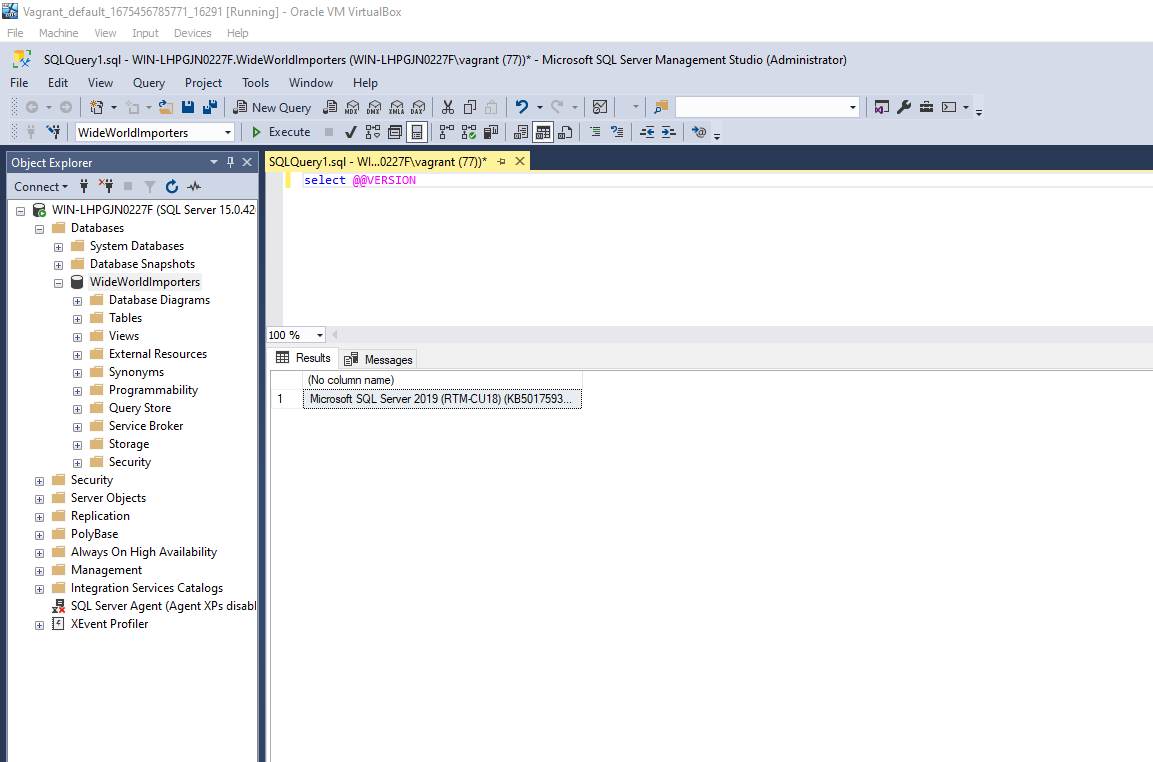 Vagrant_default_1675456785771_16291 [Running] - Oracle VM VirtualBox
File Machine View Input Devices Help
SQLQuery1.sql - WIN-LHPGJN0227F.WideWorldImporters (WIN-LHPGJN0227F\vagrant (77))* - Microsoft SQL Server Management Studio (Administrator)
File Edit View Query Project Tools Window Help
New Query MDX DMX XMLA DAX
WideWorldImporters Execute
Object Explorer
Connect
WIN-LHPGJN0227F (SQL Server 15.0.42
Databases
System Databases
Database Snapshots
WideWorldImporters
Database Diagrams
Tables
Views
External Resources
Synonyms
Programmability
Query Store
Service Broker
Storage
Security
Security
Server Objects
Replication
PolyBase
Always On High Availability
Management
Integration Services Catalogs
SQL Server Agent (Agent XPs disabl
XEvent Profiler
SQLQuery1.sql - WI...0227F\vagrant (77))*
select @@VERSION
100 %
Results Messages
(No column name)
1 Microsoft SQL Server 2019 (RTM-CU18) (KB5017593...